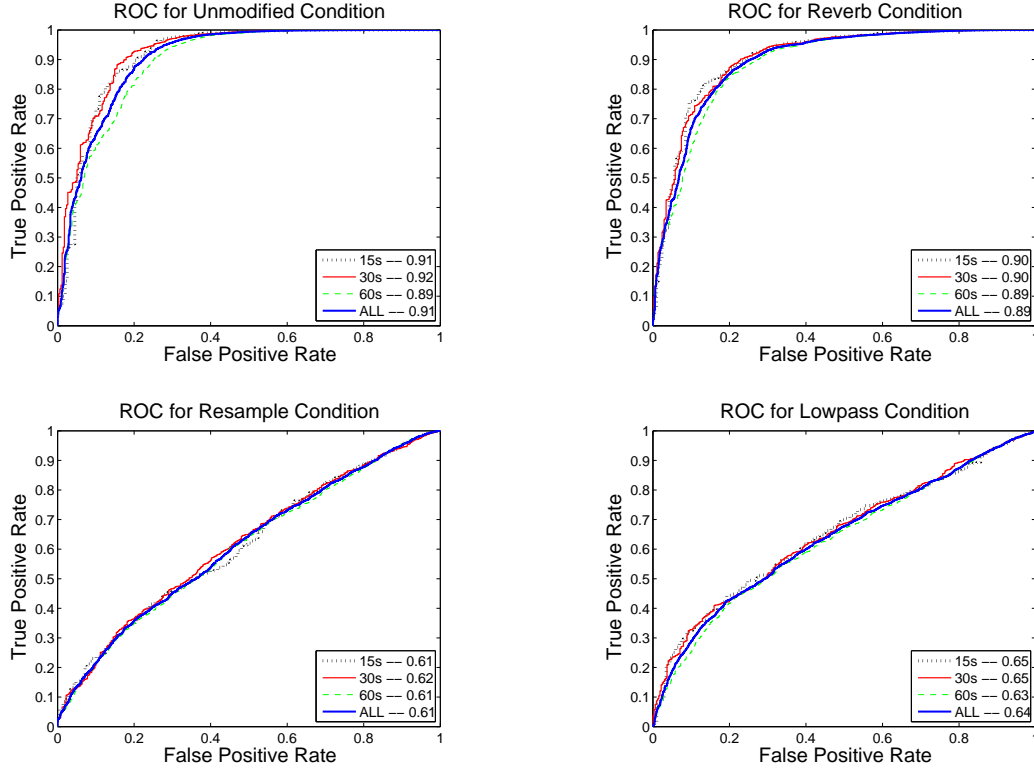 ROC for Unmodified Condition
1
0.9
0.8
0.7
0.6
0.5
0.4
0.3
0.2
0.1
0
True Positive Rate
15s −− 0.91
30s −− 0.92
60s −− 0.89
ALL −− 0.91
0 0.2 0.4 0.6 0.8 1
False Positive Rate
ROC for Reverb Condition
1
0.9
0.8
0.7
0.6
0.5
0.4
0.3
0.2
0.1
0
True Positive Rate
15s −− 0.90
30s −− 0.90
60s −− 0.89
ALL −− 0.89
0 0.2 0.4 0.6 0.8 1
False Positive Rate
ROC for Resample Condition
1
0.9
0.8
0.7
0.6
0.5
0.4
0.3
0.2
0.1
0
True Positive Rate
15s −− 0.61
30s −− 0.62
60s −− 0.61
ALL −− 0.61
0 0.2 0.4 0.6 0.8 1
False Positive Rate
ROC for Lowpass Condition
1
0.9
0.8
0.7
0.6
0.5
0.4
0.3
0.2
0.1
0
True Positive Rate
15s −− 0.65
30s −− 0.65
60s −− 0.63
ALL −− 0.64
0 0.2 0.4 0.6 0.8 1
False Positive Rate